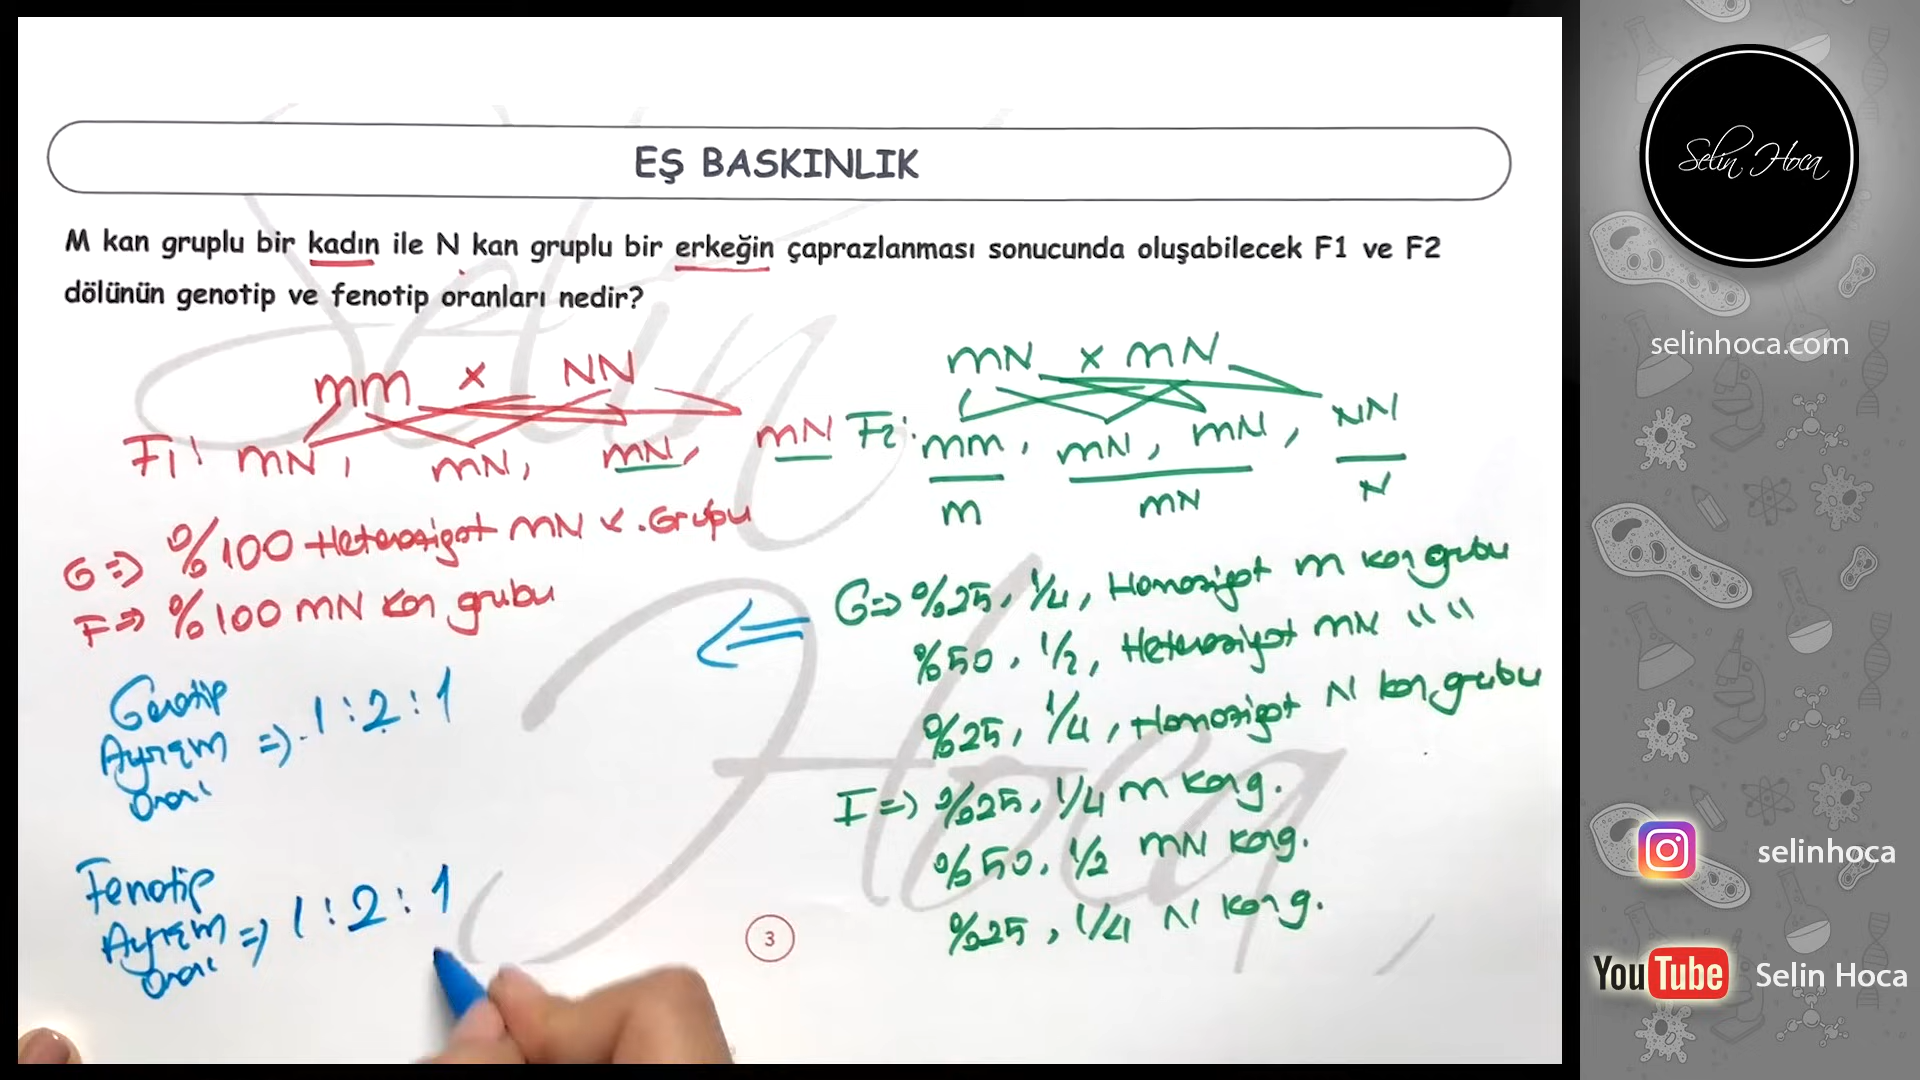 EŞ BASKINLIK
M kan gruplu bir kadın ile N kan gruplu bir erkeğin çaprazlanması sonucunda oluşabilecek F1 ve F2
dölünün genotip ve fenotip oranları nedir?
mm x NN
F1: mN, mN, mN, mN
G => %100 Heterozigot mN k. Grupu
F => %100 mN kan grubu
Genotip
Ayrışım => 1 : 2 : 1
Oranı
Fenotip
Ayrışım => 1 : 2 : 1
Oranı
mN x mN
F2: mm, mN, mN, NN
m mN N
G => %25, 1/4, Homozigot m kan grubu
%50, 1/2, Heterozigot mN " "
%25, 1/4, Homozigot N kan grubu
F => %25, 1/4 m kan g.
%50, 1/2 mN kan g.
%25, 1/4 N kan g.
3
Selin Hoca
Selin Hoca
selinhoca.com
selinhoca
YouTube Selin Hoca